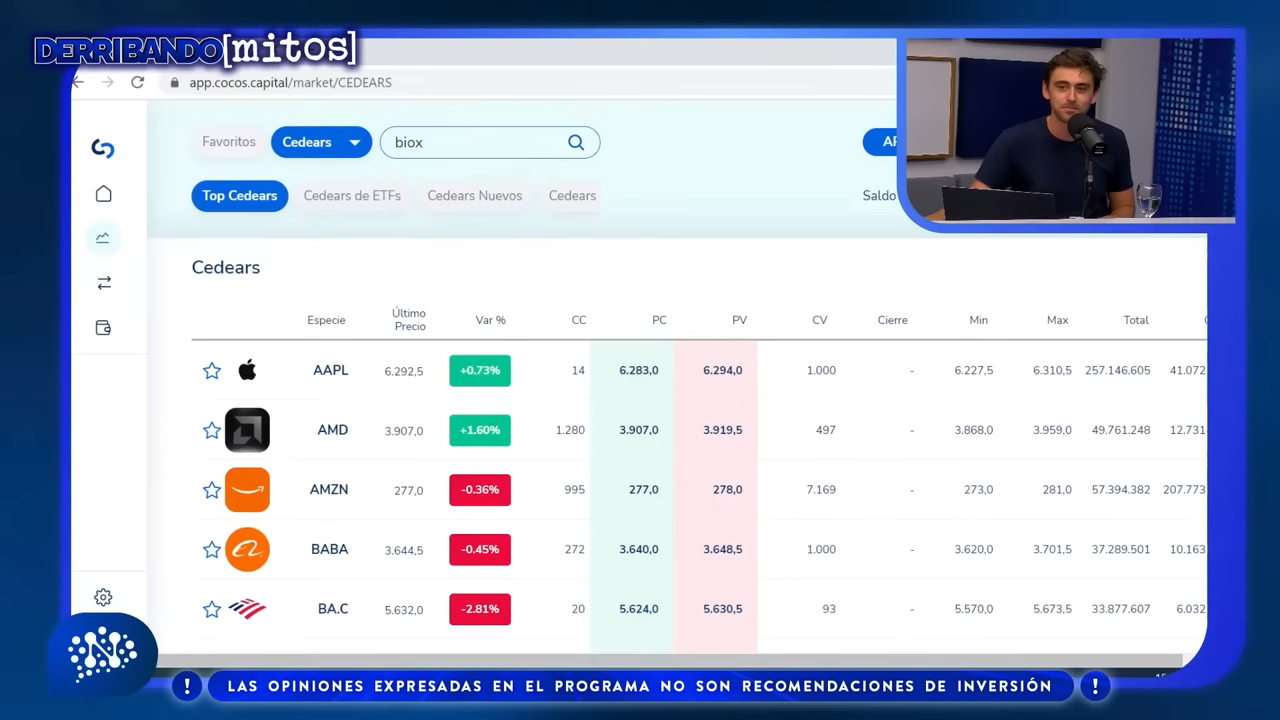 DERRIBANDO[mitos]
app.cocos.capital/market/CEDEARS
Favoritos Cedears biox
Top Cedears Cedears de ETFs Cedears Nuevos Cedears Saldo
Cedears
Especie Último Precio Var % CC PC PV CV Cierre Min Max Total
AAPL 6.292,5 +0.73% 14 6.283,0 6.294,0 1.000 - 6.227,5 6.310,5 257.146.605 41.072
AMD 3.907,0 +1.60% 1.280 3.907,0 3.919,5 497 - 3.868,0 3.959,0 49.761.248 12.731
AMZN 277,0 -0.36% 995 277,0 278,0 7.169 - 273,0 281,0 57.394.382 207.773
BABA 3.644,5 -0.45% 272 3.640,0 3.648,5 1.000 - 3.620,0 3.701,5 37.289.501 10.163
BA.C 5.632,0 -2.81% 20 5.624,0 5.630,5 93 - 5.570,0 5.673,5 33.877.607 6.032
! LAS OPINIONES EXPRESADAS EN EL PROGRAMA NO SON RECOMENDACIONES DE INVERSIÓN !